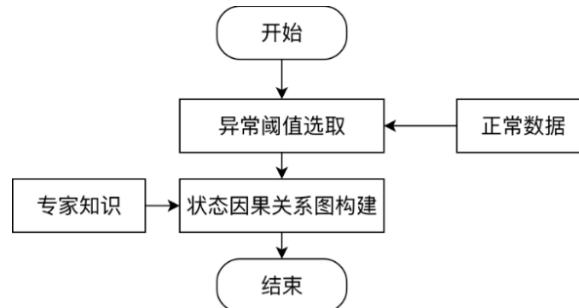 开始
异常阈值选取
正常数据
专家知识
状态因果关系图构建
结束